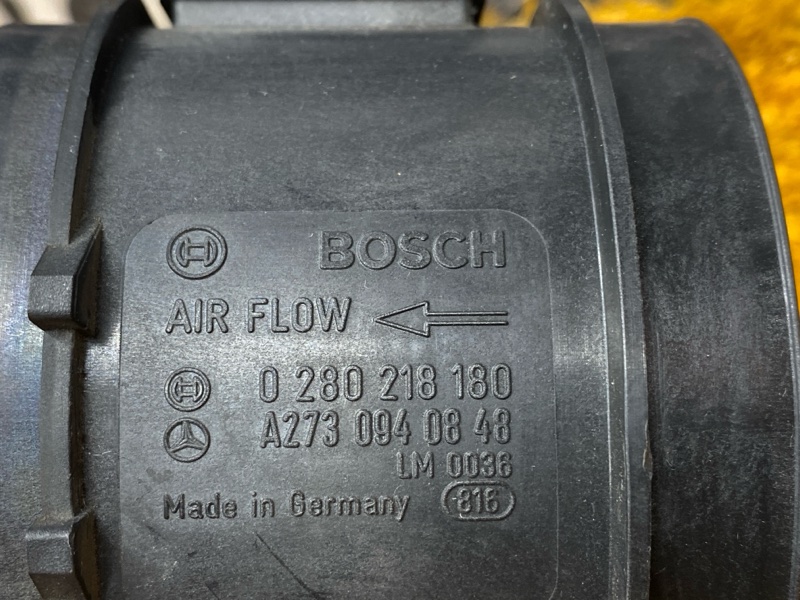 BOSCH
AIR FLOW
0 280 218 180
A273 094 08 48
LM 0036
Made in Germany 816